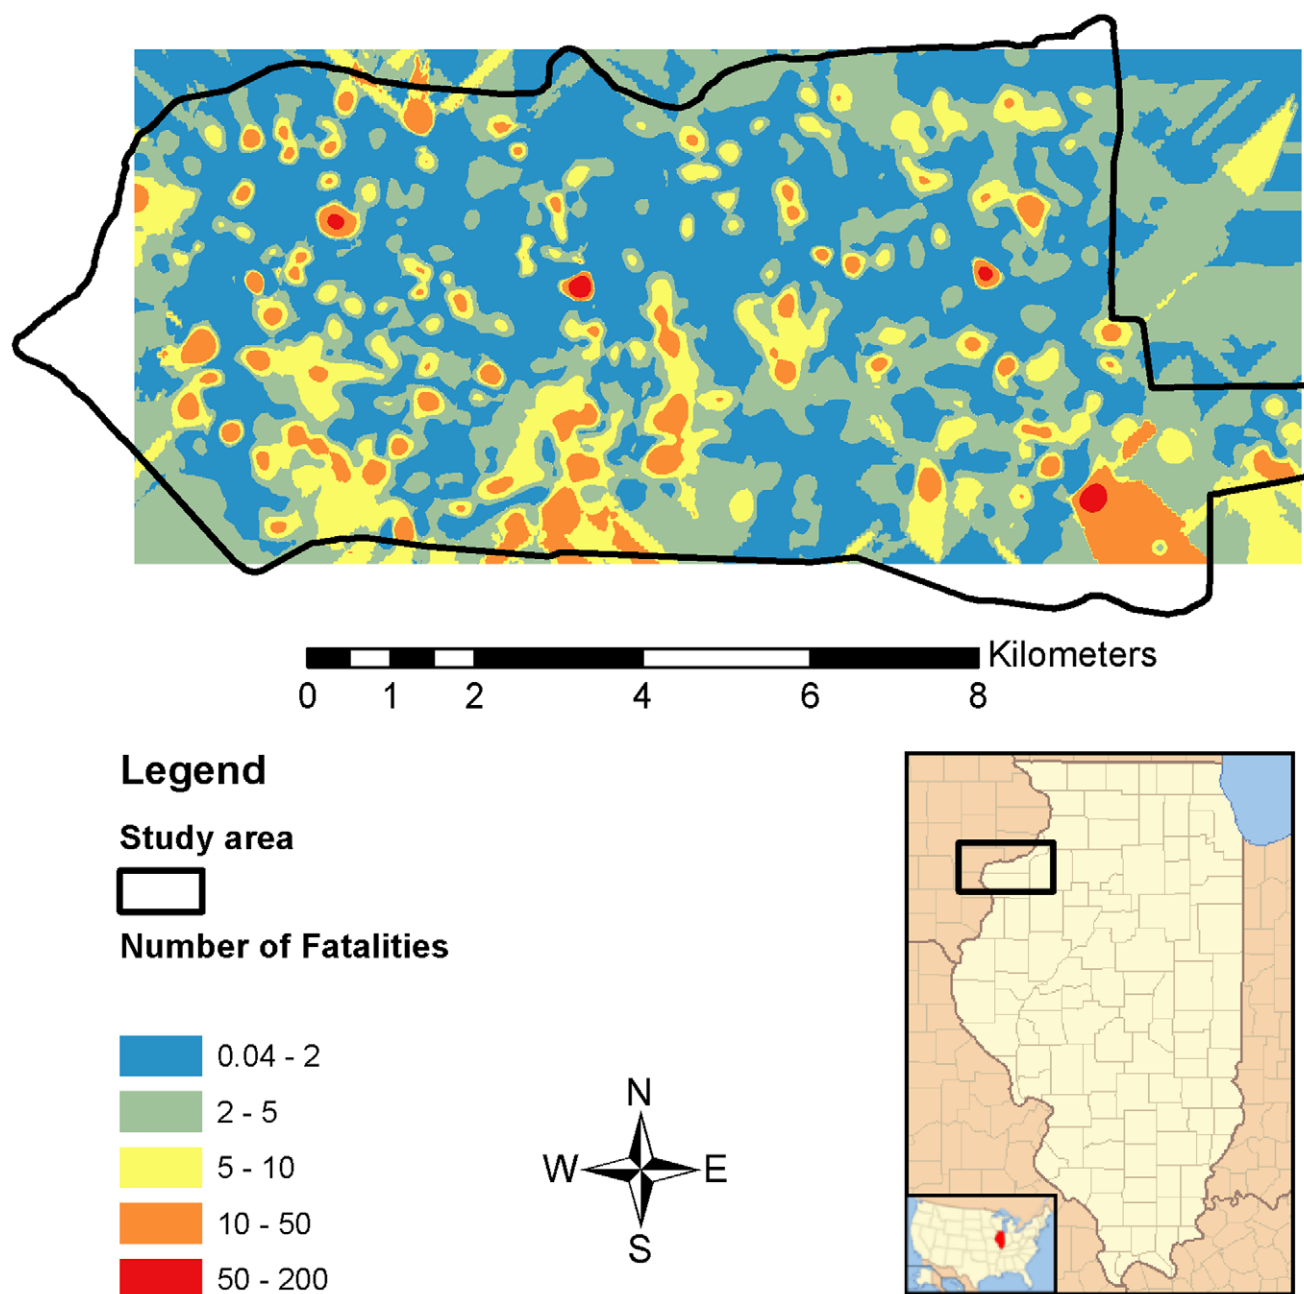 Kilometers
0 1 2 4 6 8
Legend
Study area
Number of Fatalities
0.04 - 2
2 - 5
5 - 10
10 - 50
50 - 200
N
W E
S